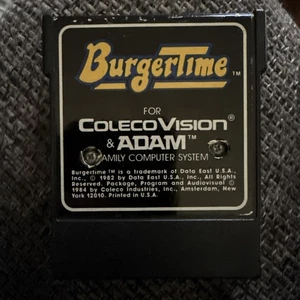 BurgerTime™
FOR
COLECOVISION®
& ADAM™
FAMILY COMPUTER SYSTEM
Burgertime™ is a trademark of Data East U.S.A.,
Inc., © 1982 by Data East U.S.A., Inc., All Rights
Reserved. Package, Program and Audiovisual ©
1984 by Coleco Industries, Inc., Amsterdam, New
York 12010. Printed in U.S.A.